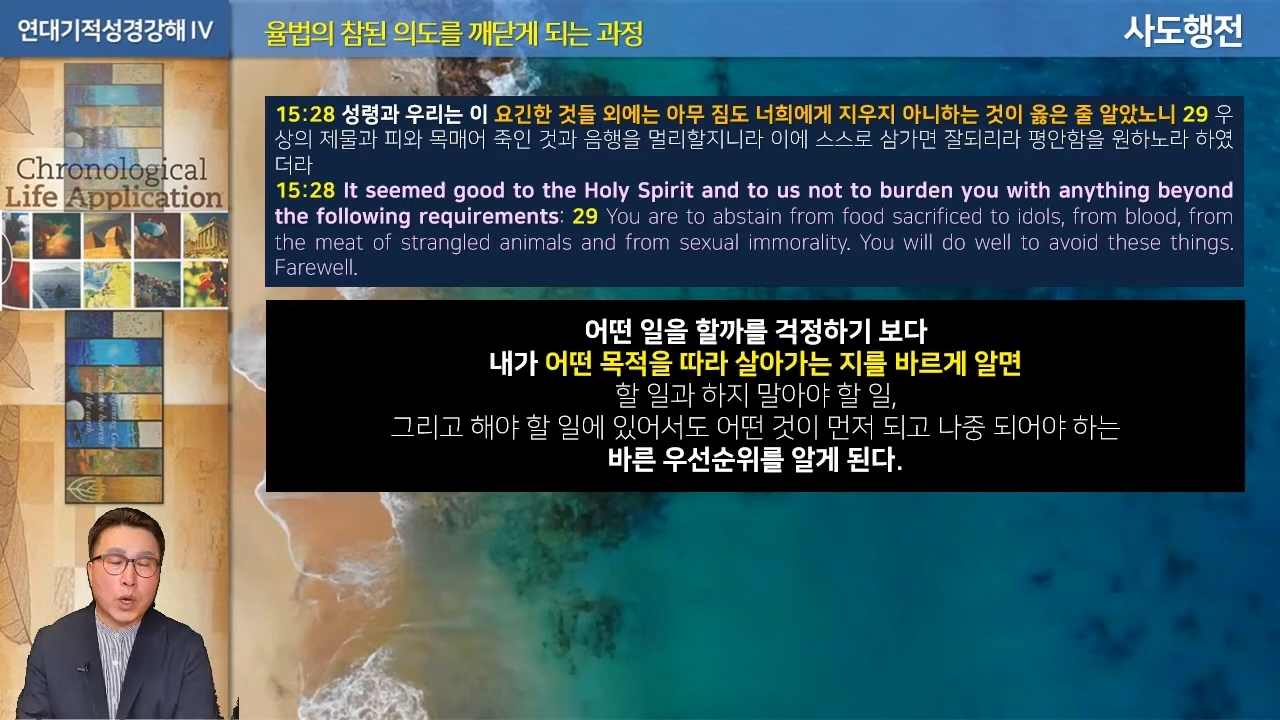 연대기적성경강해 IV
율법의 참된 의도를 깨닫게 되는 과정
사도행전
Chronological
Life Application
15:28 성령과 우리는 이 요긴한 것들 외에는 아무 짐도 너희에게 지우지 아니하는 것이 옳은 줄 알았노니 29 우
상의 제물과 피와 목매어 죽인 것과 음행을 멀리할지니라 이에 스스로 삼가면 잘되리라 평안함을 원하노라 하였
더라
15:28 It seemed good to the Holy Spirit and to us not to burden you with anything beyond
the following requirements: 29 You are to abstain from food sacrificed to idols, from blood, from
the meat of strangled animals and from sexual immorality. You will do well to avoid these things.
Farewell.
어떤 일을 할까를 걱정하기 보다
내가 어떤 목적을 따라 살아가는 지를 바르게 알면
할 일과 하지 말아야 할 일,
그리고 해야 할 일에 있어서도 어떤 것이 먼저 되고 나중 되어야 하는
바른 우선순위를 알게 된다.